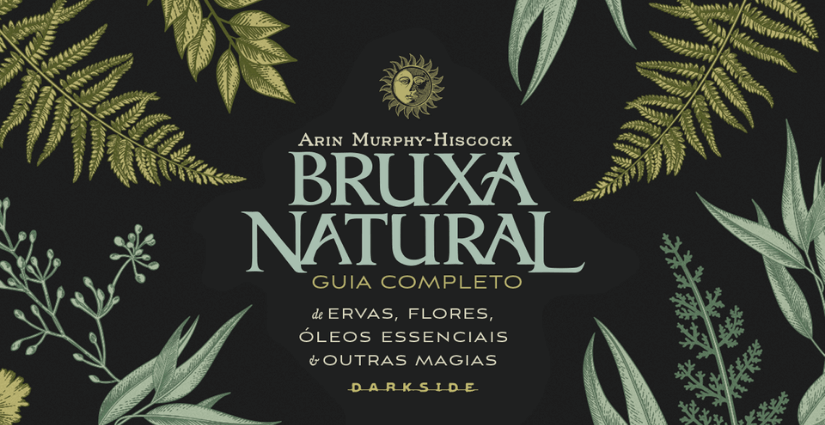 Arin Murphy-Hiscock
BRUXA
NATURAL
GUIA COMPLETO
de ERVAS, FLORES,
ÓLEOS ESSENCIAIS
& OUTRAS MAGIAS
DARKSIDE